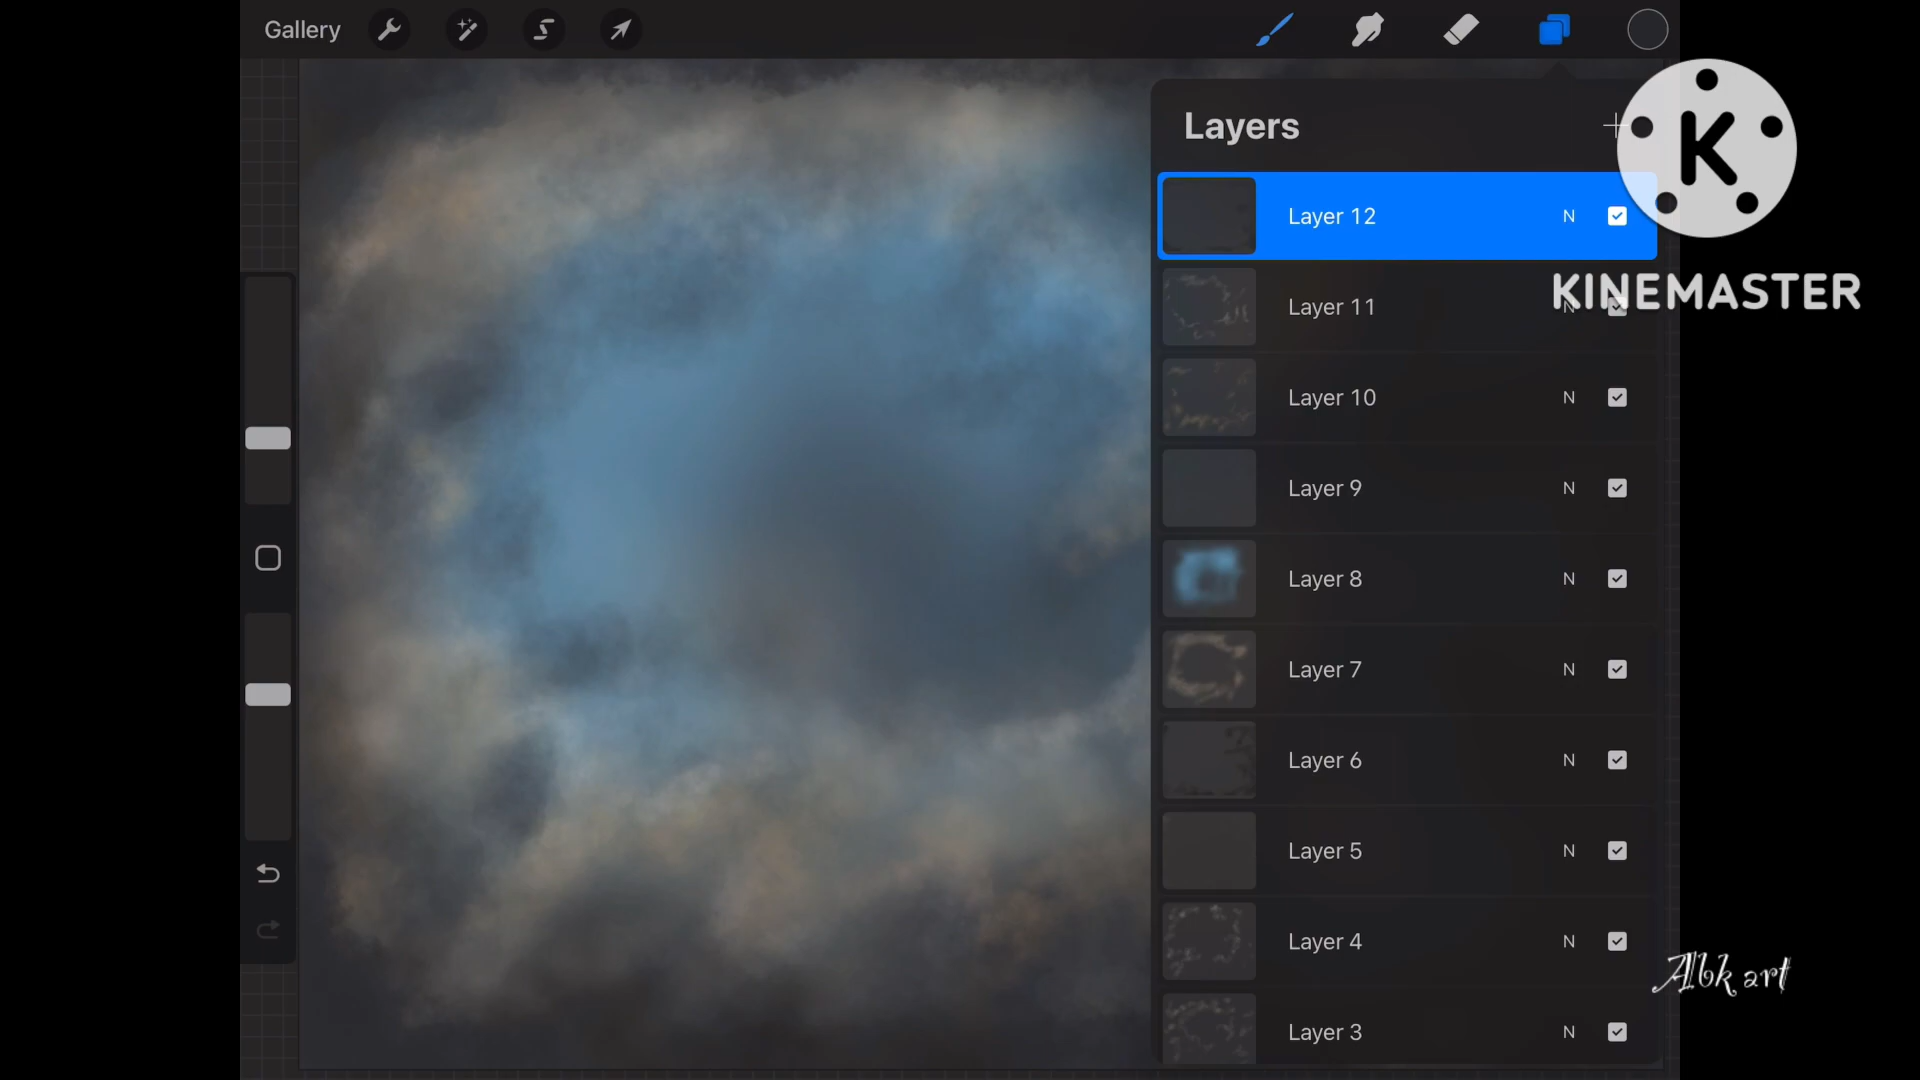 Gallery
Layers
K
KINEMASTER
Layer 12 N
Layer 11 N
Layer 10 N
Layer 9 N
Layer 8 N
Layer 7 N
Layer 6 N
Layer 5 N
Layer 4 N
Albk art
Layer 3 N